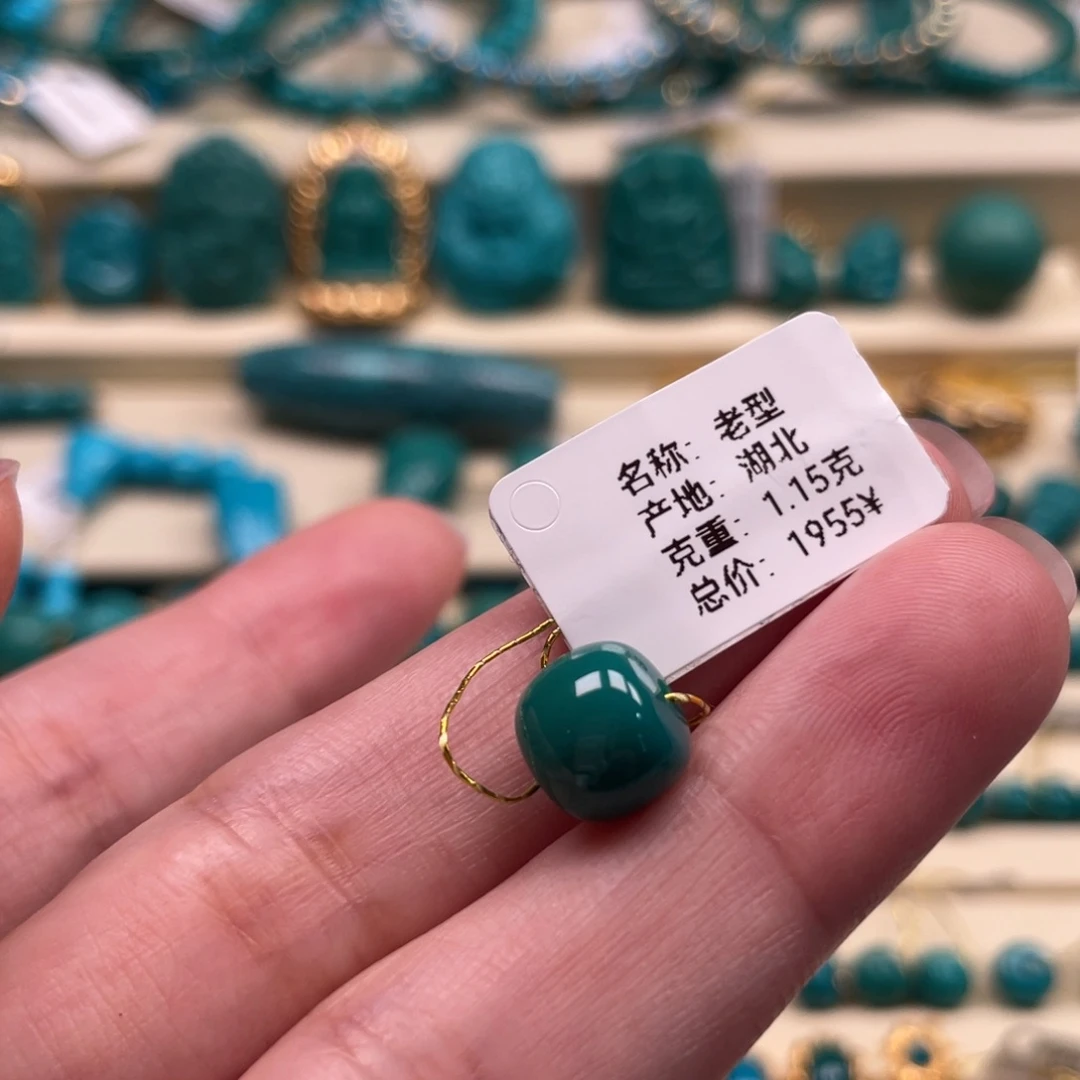 名称: 老型
产地: 湖北
克重: 1.15克
总价: 1955¥